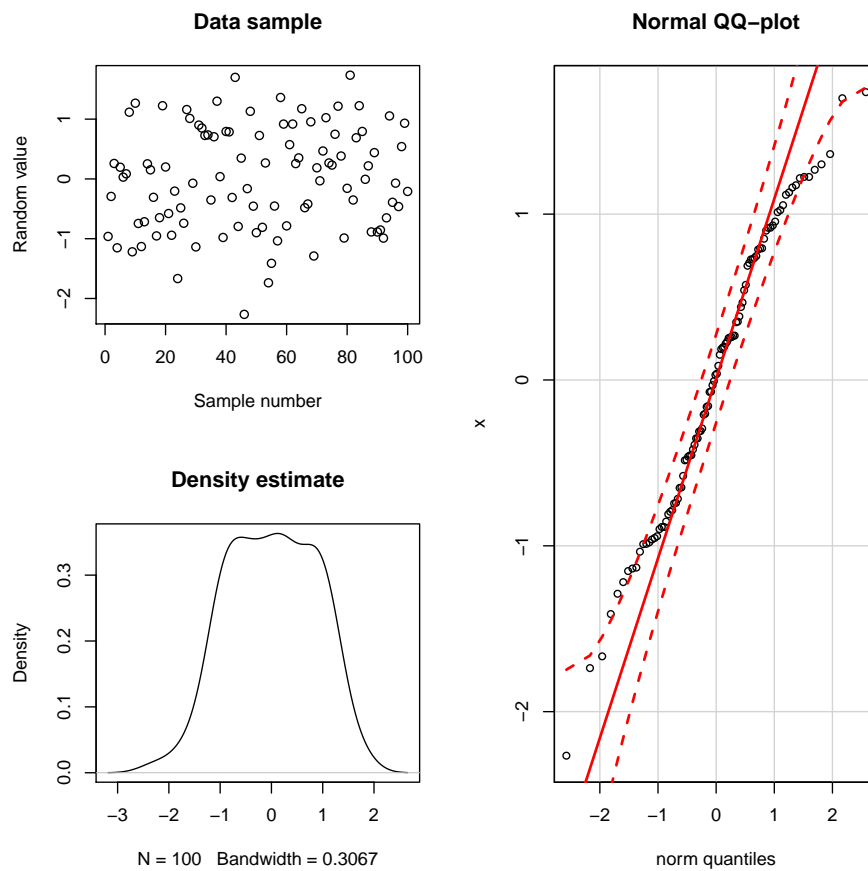 Data sample
Random value
−2 −1 0 1
0 20 40 60 80 100
Sample number
Density estimate
Density
0.0 0.1 0.2 0.3
−3 −2 −1 0 1 2
N = 100 Bandwidth = 0.3067
Normal QQ−plot
x
−2 −1 0 1
−2 −1 0 1 2
norm quantiles